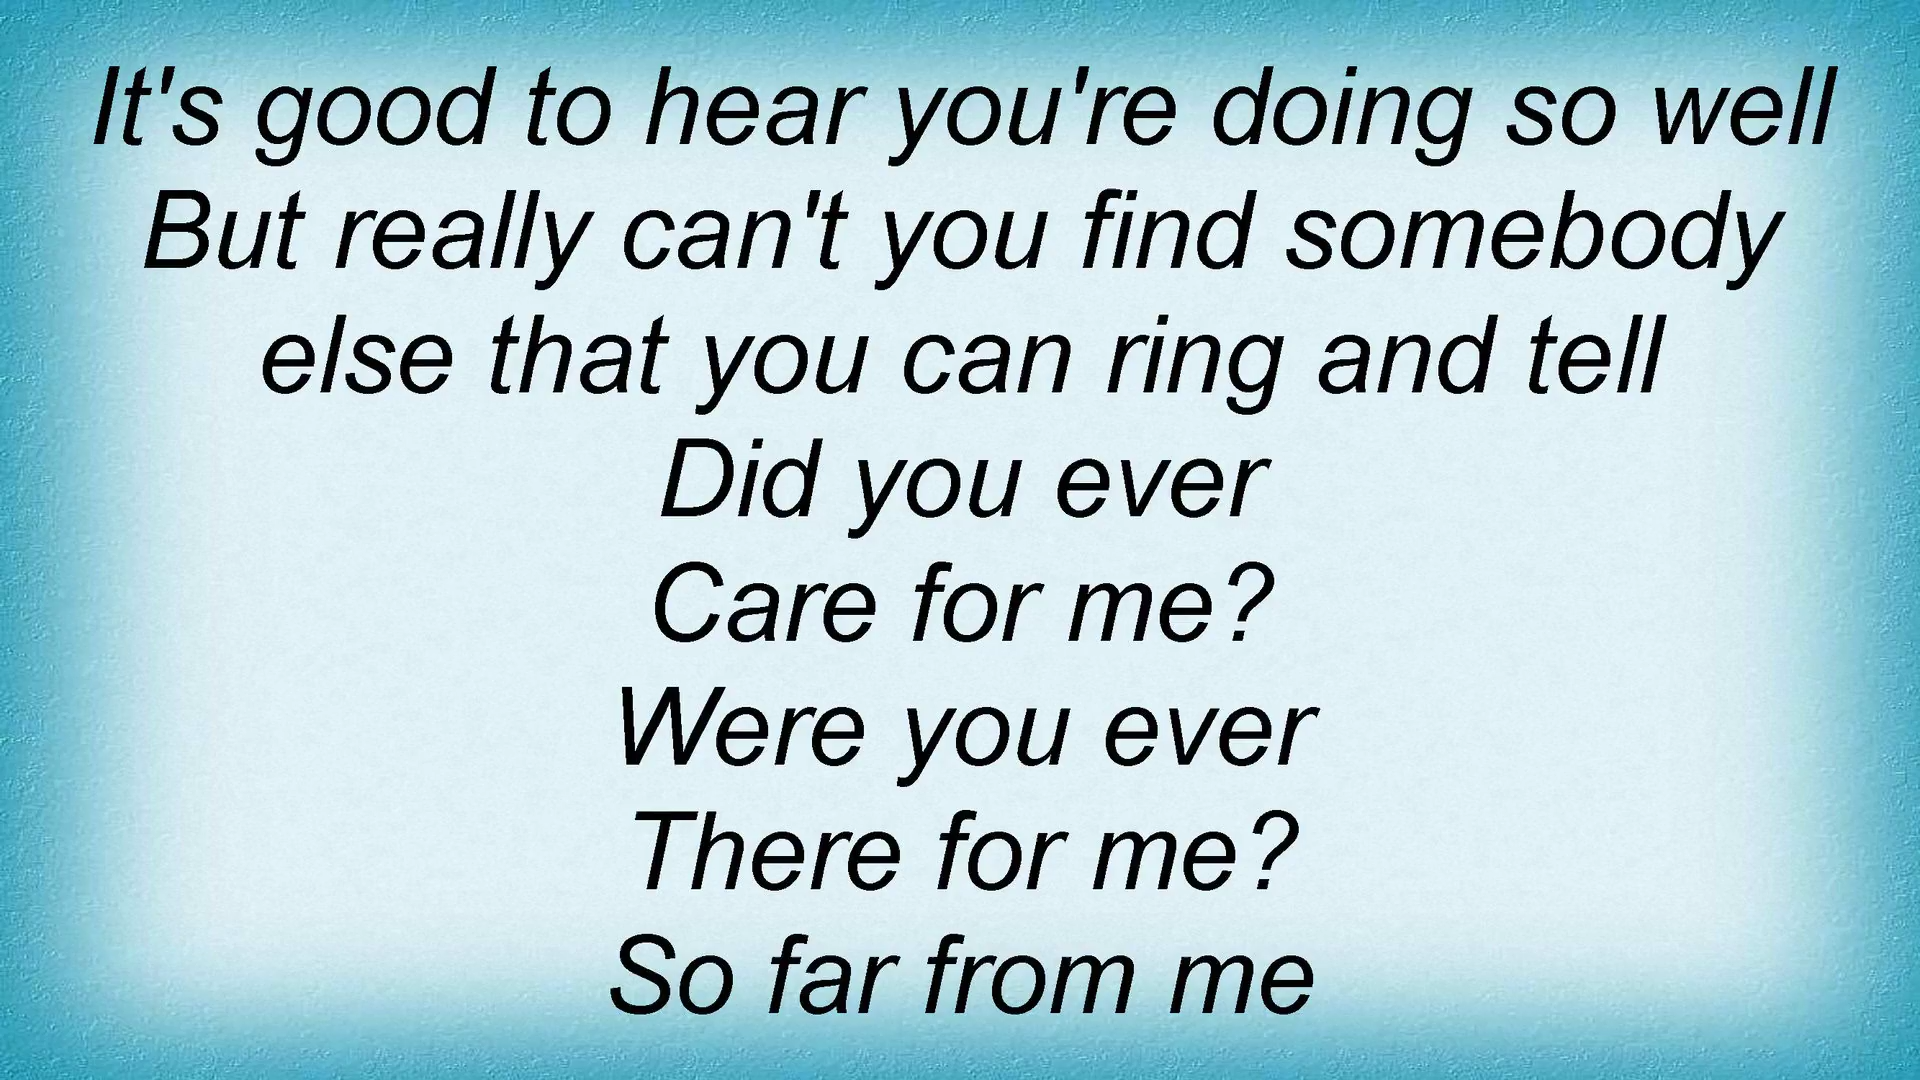 It's good to hear you're doing so well
But really can't you find somebody
else that you can ring and tell
Did you ever
Care for me?
Were you ever
There for me?
So far from me